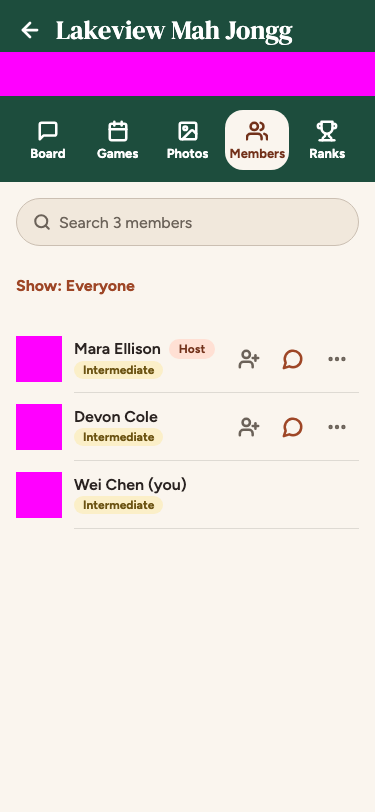 Lakeview Mah Jongg
Board Games Photos Members Ranks
Search 3 members
Show: Everyone
Mara Ellison Host
Intermediate
Devon Cole
Intermediate
Wei Chen (you)
Intermediate